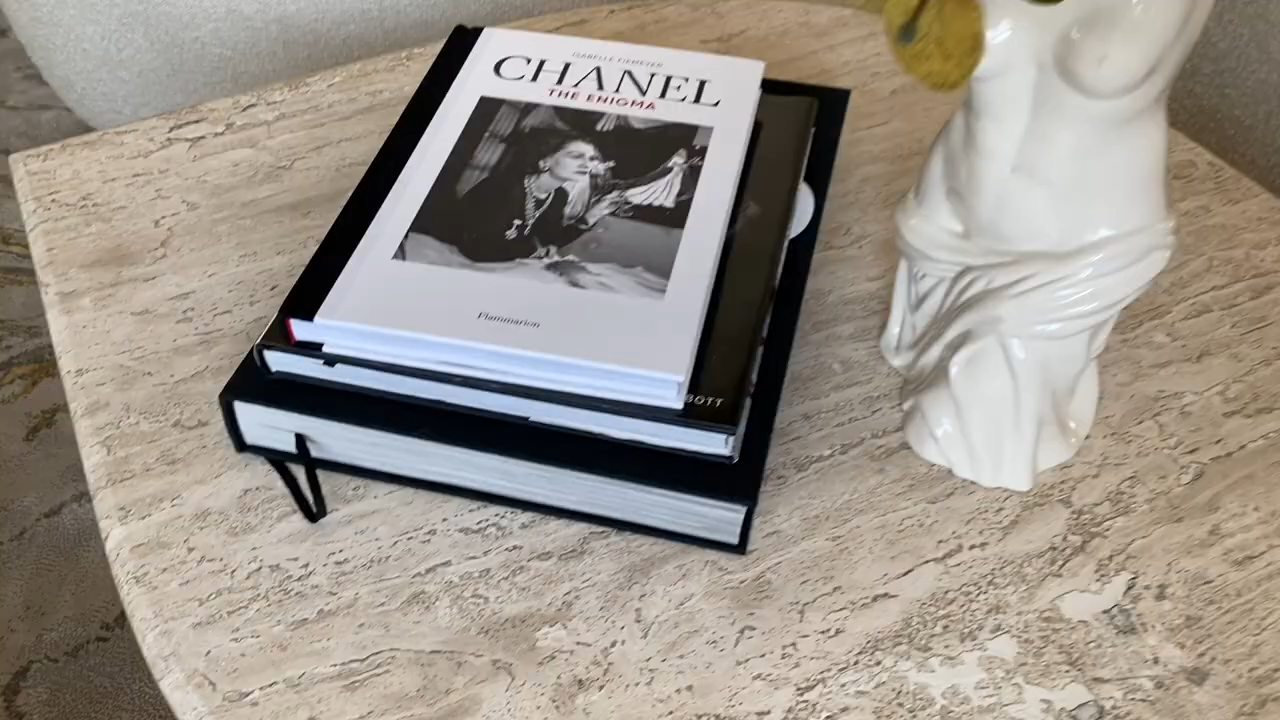 ISABELLE FIEMEYER
CHANEL
THE ENIGMA
Flammarion
BOTT